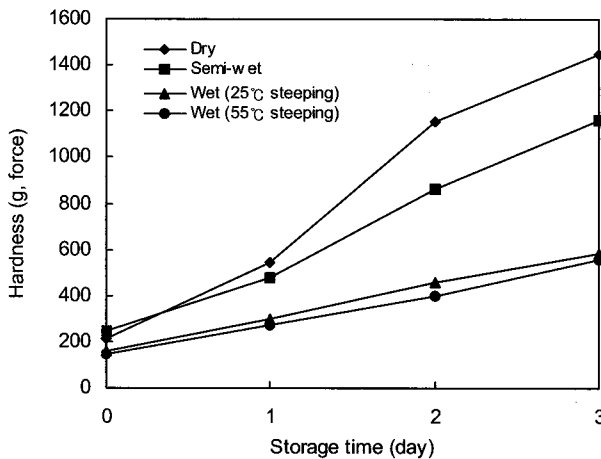 1600
1400
1200
1000
800
600
400
200
0
Hardness (g, force)
Dry
Semi-wet
Wet (25℃ steeping)
Wet (55℃ steeping)
0 1 2 3
Storage time (day)